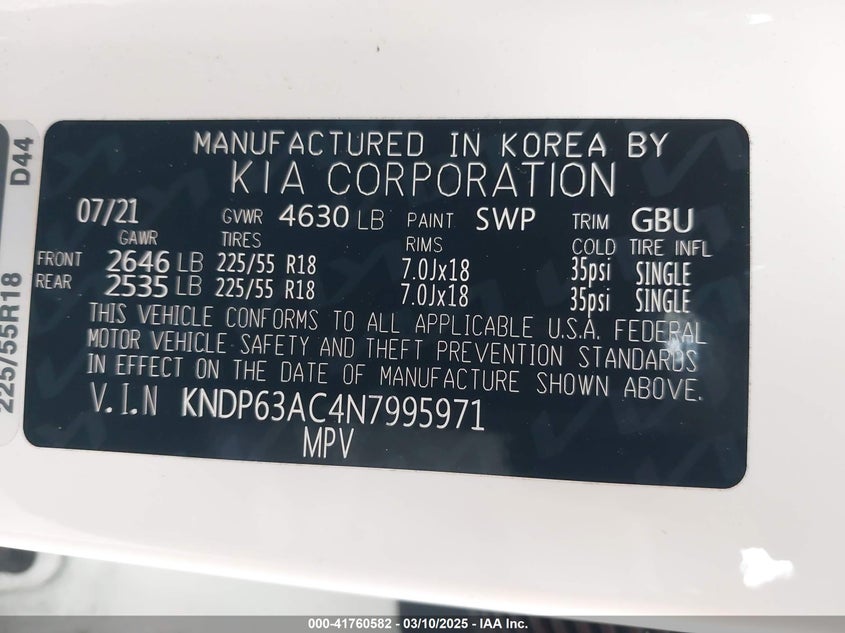 MANUFACTURED IN KOREA BY
KIA CORPORATION
07/21 GVWR 4630 LB PAINT SWP TRIM GBU
GAWR TIRES RIMS COLD TIRE INFL
FRONT 2646 LB 225/55 R18 7.0Jx18 35psi SINGLE
REAR 2535 LB 225/55 R18 7.0Jx18 35psi SINGLE
THIS VEHICLE CONFORMS TO ALL APPLICABLE U.S.A. FEDERAL
MOTOR VEHICLE SAFETY AND THEFT PREVENTION STANDARDS
IN EFFECT ON THE DATE OF MANUFACTURE SHOWN ABOVE.
V.I.N KNDP63AC4N7995971
MPV
D44
225/55R18
000-41760582 - 03/10/2025 - IAA Inc.